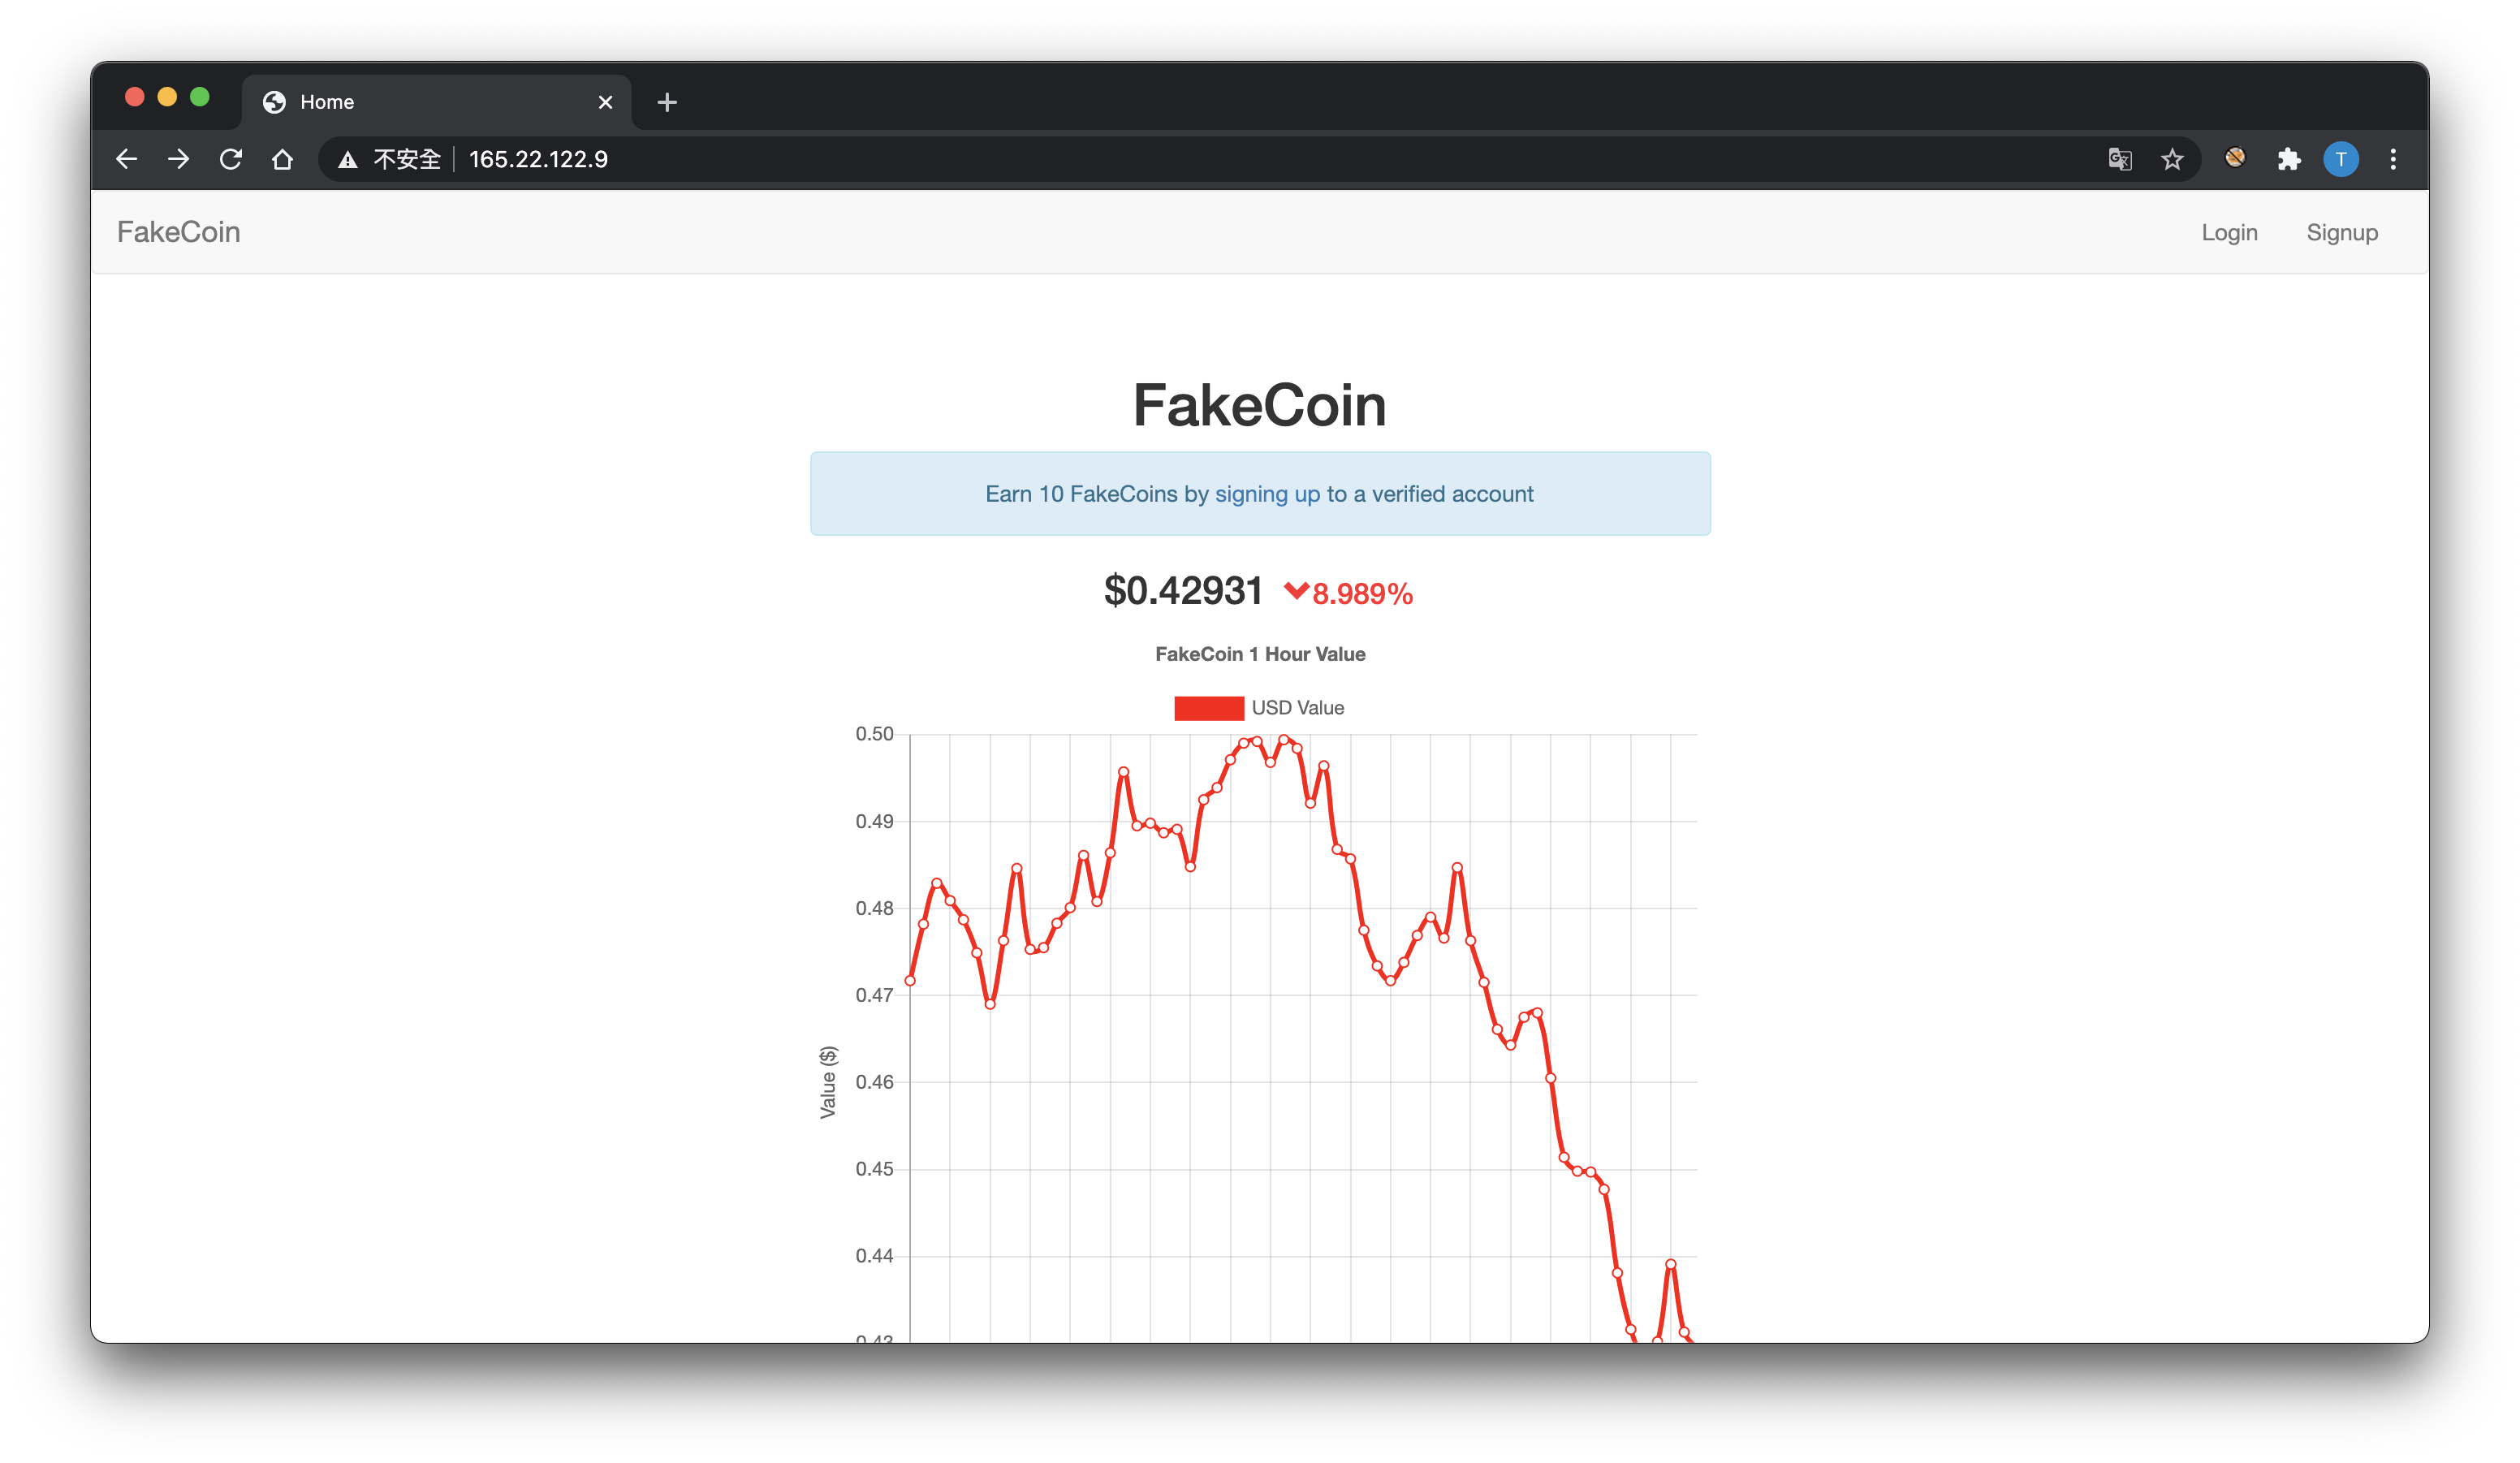 Home
不安全 165.22.122.9
T
FakeCoin Login Signup
FakeCoin
Earn 10 FakeCoins by signing up to a verified account
$0.42931 8.989%
FakeCoin 1 Hour Value
USD Value
0.50
0.49
0.48
0.47
0.46
0.45
0.44
0.43
Value ($)